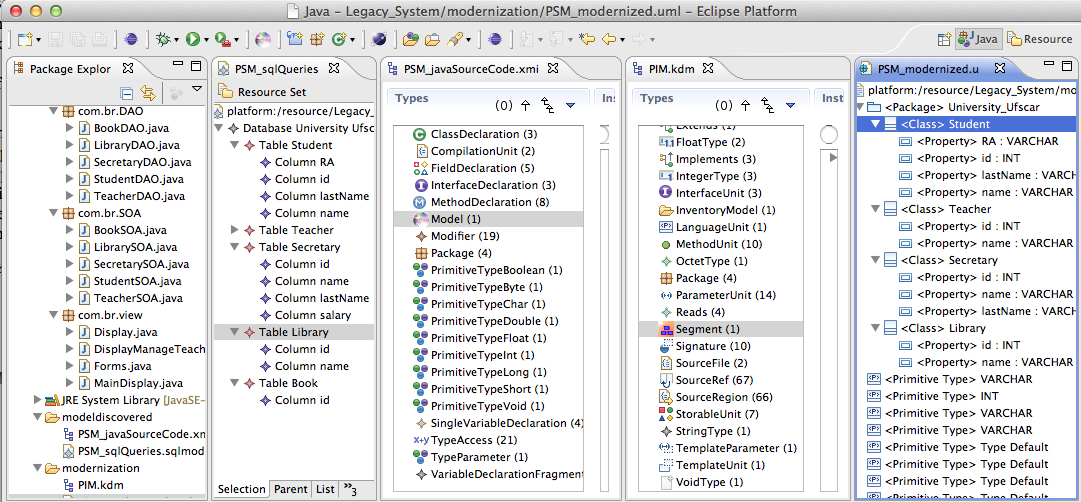 Java – Legacy_System/modernization/PSM_modernized.uml – Eclipse Platform
Java
Resource
Package Explor
com.br.DAO
BookDAO.java
LibraryDAO.java
SecretaryDAO.java
StudentDAO.java
TeacherDAO.java
com.br.SOA
BookSOA.java
LibrarySOA.java
SecretarySOA.java
StudentSOA.java
TeacherSOA.java
com.br.view
Display.java
DisplayManageTeach
Forms.java
MainDisplay.java
JRE System Library [JavaSE-
modeldiscovered
PSM_javaSourceCode.xn
PSM_sqlQueries.sqlmod
modernization
PIM.kdm
PSM_sqlQueries
Resource Set
platform:/resource/Legacy_
Database University Ufsc
Table Student
Column RA
Column id
Column lastName
Column name
Table Teacher
Table Secretary
Column id
Column name
Column lastName
Column salary
Table Library
Column id
Column name
Table Book
Column id
Selection Parent List »3
PSM_javaSourceCode.xmi
Types (0) Ins
ClassDeclaration (3)
CompilationUnit (2)
FieldDeclaration (5)
InterfaceDeclaration (3)
MethodDeclaration (8)
Model (1)
Modifier (19)
Package (4)
PrimitiveTypeBoolean (1)
PrimitiveTypeByte (1)
PrimitiveTypeChar (1)
PrimitiveTypeDouble (1)
PrimitiveTypeFloat (1)
PrimitiveTypeInt (1)
PrimitiveTypeLong (1)
PrimitiveTypeShort (1)
PrimitiveTypeVoid (1)
SingleVariableDeclaration (4)
TypeAccess (21)
TypeParameter (1)
VariableDeclarationFragment
PIM.kdm
Types (0) Inst
Extends (1)
FloatType (2)
Implements (3)
IntegerType (3)
InterfaceUnit (3)
InventoryModel (1)
LanguageUnit (1)
MethodUnit (10)
OctetType (1)
Package (4)
ParameterUnit (14)
Reads (4)
Segment (1)
Signature (10)
SourceFile (2)
SourceRef (67)
SourceRegion (66)
StorableUnit (7)
StringType (1)
TemplateParameter (1)
TemplateUnit (1)
VoidType (1)
PSM_modernized.u
platform:/resource/Legacy_System/mo
<Package> University_Ufscar
<Class> Student
<Property> RA : VARCHAR
<Property> id : INT
<Property> lastName : VARCH
<Property> name : VARCHAR
<Class> Teacher
<Property> id : INT
<Property> name : VARCHAR
<Class> Secretary
<Property> id : INT
<Property> name : VARCHAR
<Class> Library
<Property> id : INT
<Property> name : VARCHAR
<Primitive Type> VARCHAR
<Primitive Type> INT
<Primitive Type> VARCHAR
<Primitive Type> VARCHAR
<Primitive Type> Type Default
<Primitive Type> Type Default
<Primitive Type> Type Default
<Primitive Type> Type Default